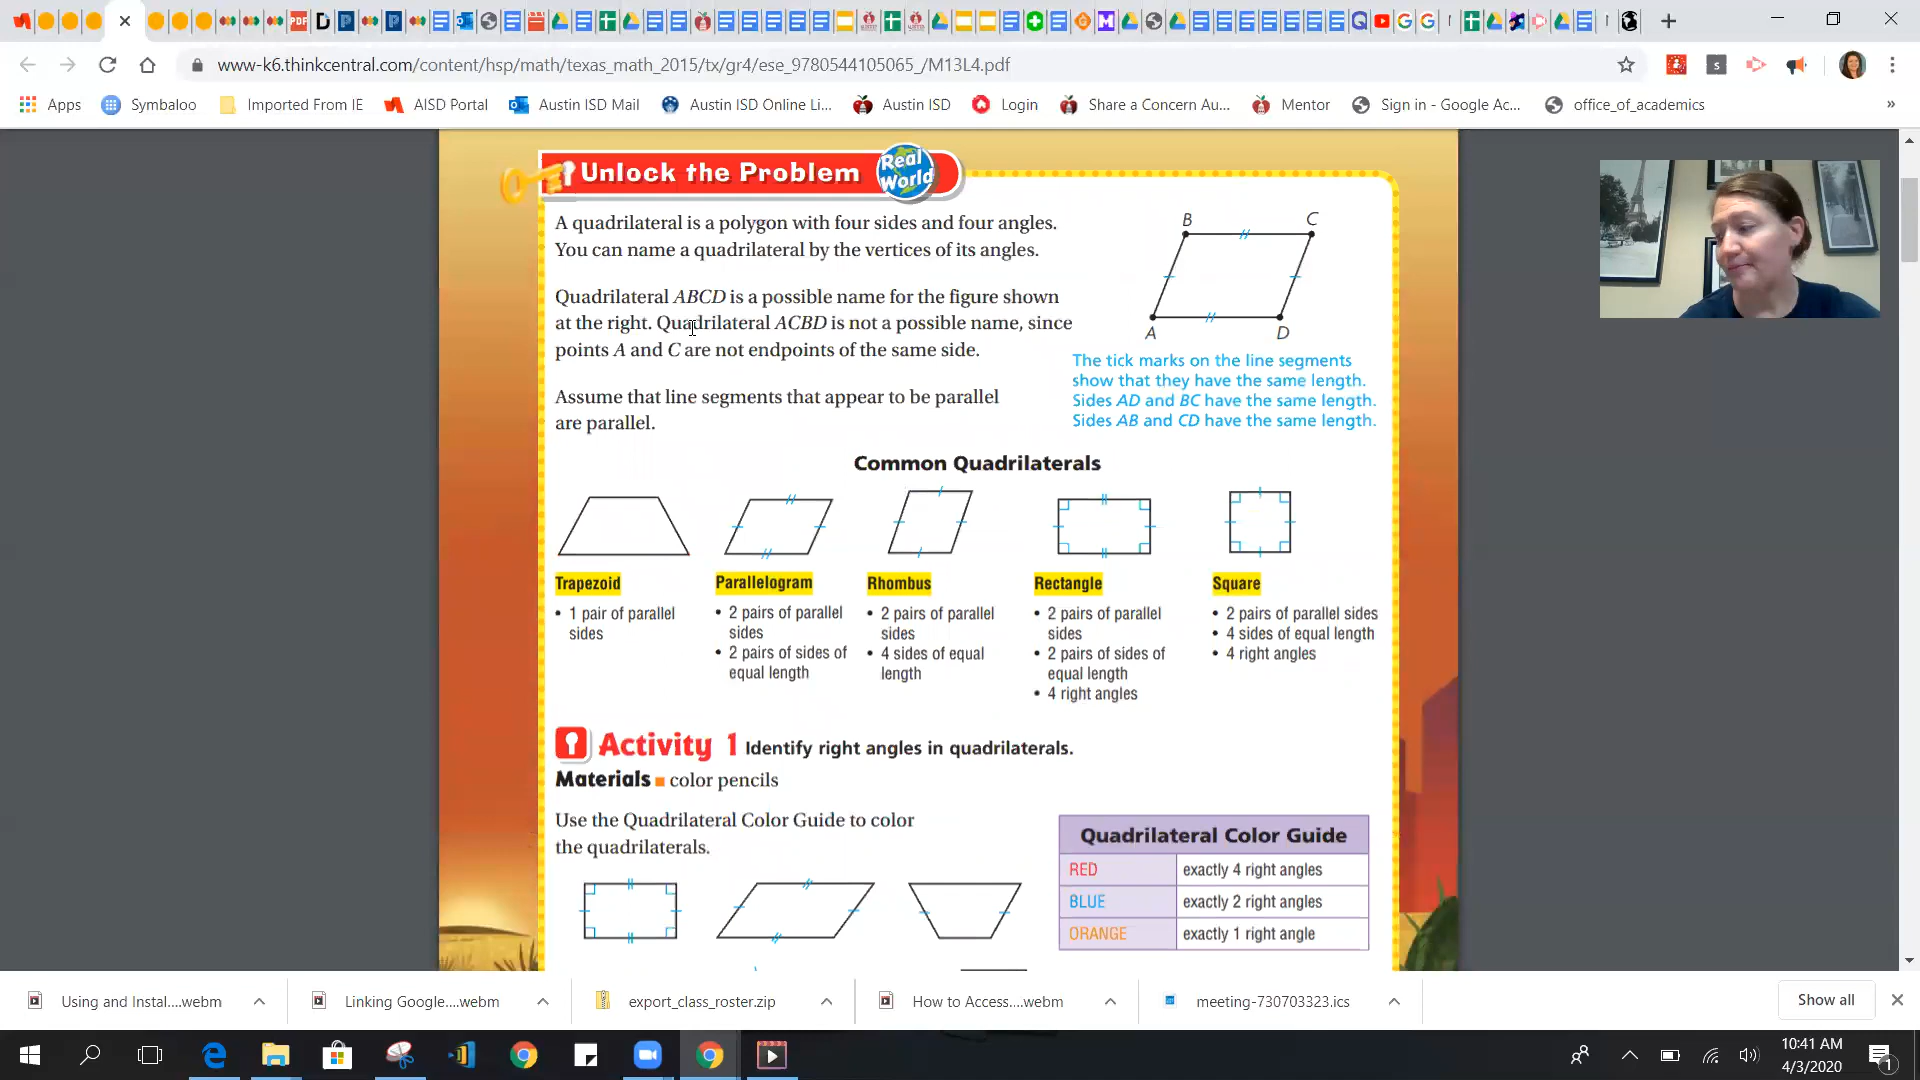 PDF
www-k6.thinkcentral.com/content/hsp/math/texas_math_2015/tx/gr4/ese_9780544105065_/M13L4.pdf
Apps Symbaloo Imported From IE AISD Portal Austin ISD Mail Austin ISD Online Li... Austin ISD Login Share a Concern Au... Mentor Sign in - Google Ac... office_of_academics »
Unlock the Problem Real World
A quadrilateral is a polygon with four sides and four angles.
You can name a quadrilateral by the vertices of its angles.
Quadrilateral ABCD is a possible name for the figure shown
at the right. Quadrilateral ACBD is not a possible name, since
points A and C are not endpoints of the same side.
Assume that line segments that appear to be parallel
are parallel.
B C
A D
The tick marks on the line segments
show that they have the same length.
Sides AD and BC have the same length.
Sides AB and CD have the same length.
Common Quadrilaterals
Trapezoid
• 1 pair of parallel
sides
Parallelogram
• 2 pairs of parallel
sides
• 2 pairs of sides of
equal length
Rhombus
• 2 pairs of parallel
sides
• 4 sides of equal
length
Rectangle
• 2 pairs of parallel
sides
• 2 pairs of sides of
equal length
• 4 right angles
Square
• 2 pairs of parallel sides
• 4 sides of equal length
• 4 right angles
Activity 1 Identify right angles in quadrilaterals.
Materials ■ color pencils
Use the Quadrilateral Color Guide to color
the quadrilaterals.
Quadrilateral Color Guide
RED exactly 4 right angles
BLUE exactly 2 right angles
ORANGE exactly 1 right angle
Using and Instal....webm Linking Google....webm export_class_roster.zip How to Access....webm meeting-730703323.ics Show all
10:41 AM
4/3/2020
1